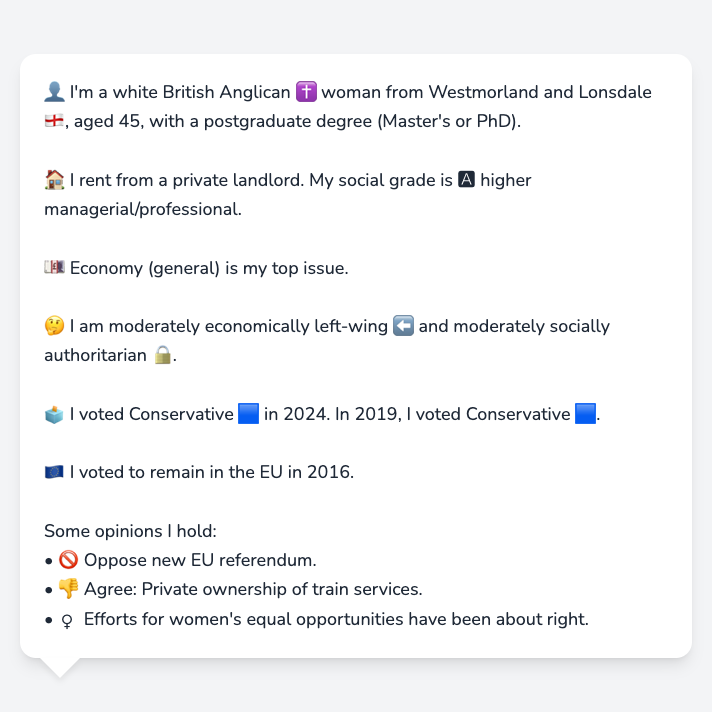 👤 I'm a white British Anglican ✝️ woman from Westmorland and Lonsdale
🏴󠁧󠁢󠁥󠁮󠁧󠁿, aged 45, with a postgraduate degree (Master's or PhD).
🏠 I rent from a private landlord. My social grade is 🅰 higher
managerial/professional.
💷 Economy (general) is my top issue.
🤔 I am moderately economically left-wing ⬅️ and moderately socially
authoritarian 🔒.
🗳️ I voted Conservative 🟦 in 2024. In 2019, I voted Conservative 🟦.
🇪🇺 I voted to remain in the EU in 2016.
Some opinions I hold:
• 🚫 Oppose new EU referendum.
• 👎 Agree: Private ownership of train services.
• ♀ Efforts for women's equal opportunities have been about right.